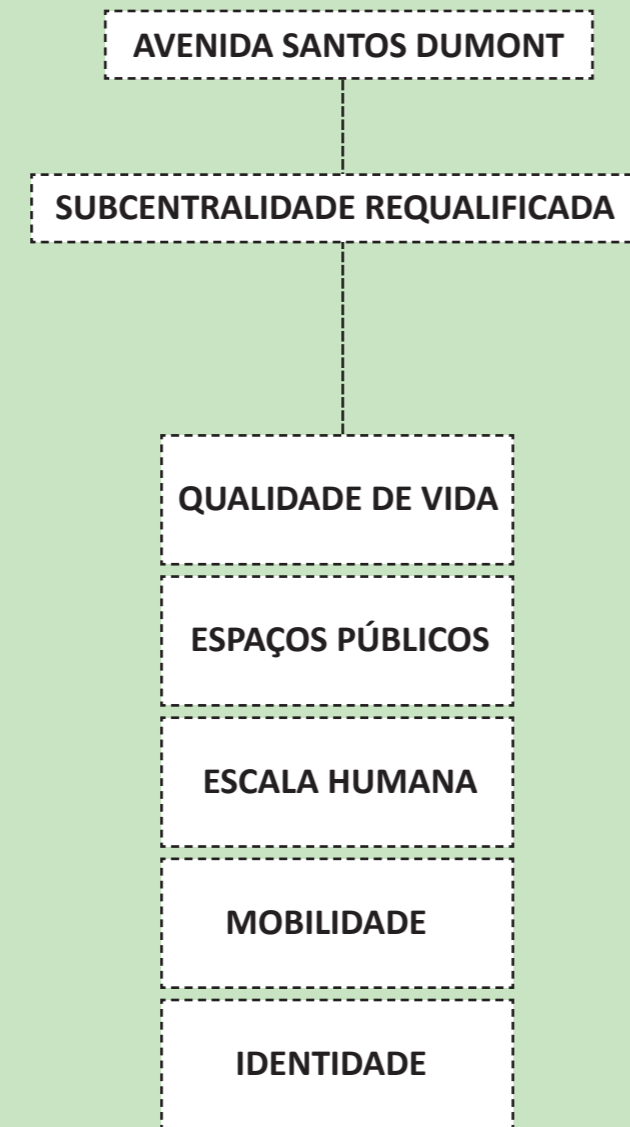 AVENIDA SANTOS DUMONT
SUBCENTRALIDADE REQUALIFICADA
QUALIDADE DE VIDA
ESPAÇOS PÚBLICOS
ESCALA HUMANA
MOBILIDADE
IDENTIDADE